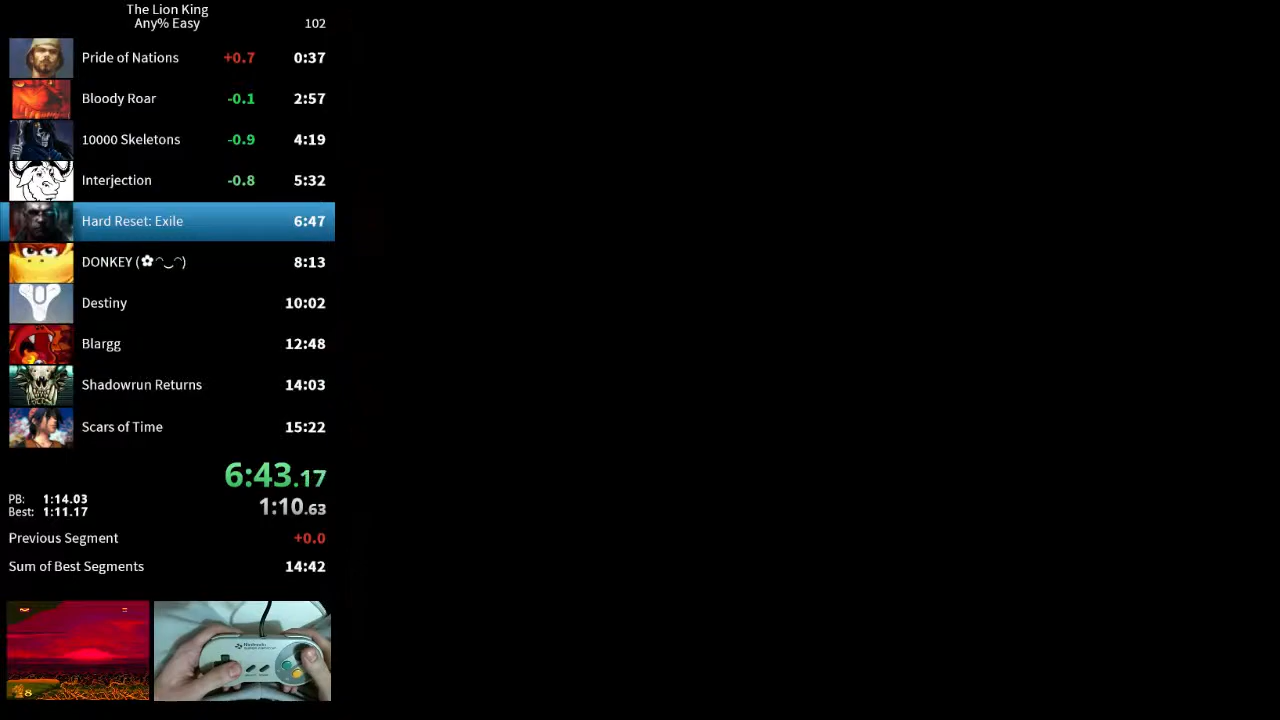 The Lion King
Any% Easy 102
Pride of Nations +0.7 0:37
Bloody Roar -0.1 2:57
10000 Skeletons -0.9 4:19
Interjection -0.8 5:32
Hard Reset: Exile 6:47
DONKEY (✿◠‿◠) 8:13
Destiny 10:02
Blargg 12:48
Shadowrun Returns 14:03
Scars of Time 15:22
6:43.17
PB: 1:14.03
Best: 1:11.17
1:10.63
Previous Segment +0.0
Sum of Best Segments 14:42
8
Nintendo